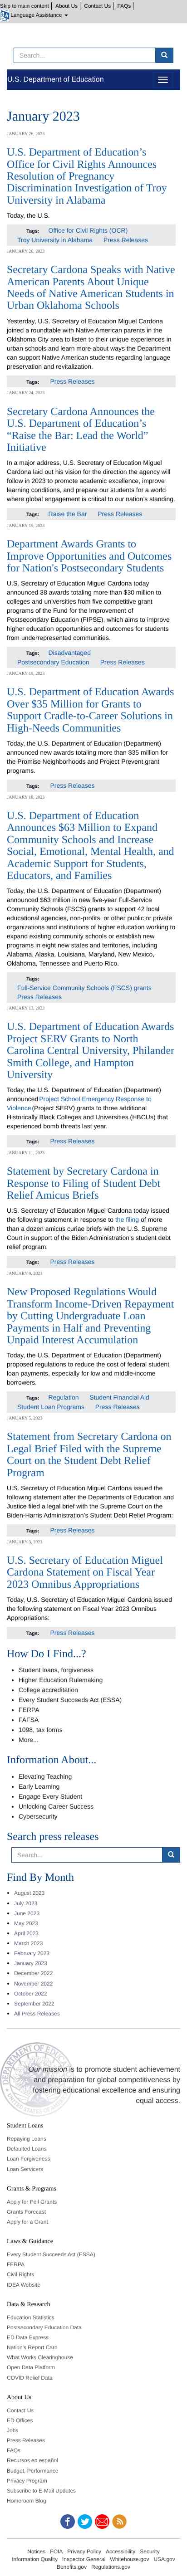 Skip to main content | About Us | Contact Us | FAQs |
Language Assistance
Search...
U.S. Department of Education
January 2023
JANUARY 26, 2023
U.S. Department of Education's
Office for Civil Rights Announces
Resolution of Pregnancy
Discrimination Investigation of Troy
University in Alabama
Today, the U.S.
Tags: Office for Civil Rights (OCR)
Troy University in Alabama Press Releases
JANUARY 26, 2023
Secretary Cardona Speaks with Native
American Parents About Unique
Needs of Native American Students in
Urban Oklahoma Schools
Yesterday, U.S. Secretary of Education Miguel Cardona
joined a roundtable with Native American parents in the
Oklahoma City area to listen to their unique perspectives on
urban schools and learn more about their support systems,
engagement with their schools, and Native language
preservation and revitalization.
Tags: Press Releases
JANUARY 24, 2023
Secretary Cardona Announces the
U.S. Department of Education's
“Raise the Bar: Lead the World”
Initiative
In a major address, U.S. Secretary of Education Miguel
Cardona laid out his vision for the direction the agency will
follow in 2023 to promote academic excellence, improve
learning conditions, and prepare our students for a world
where global engagement is critical to our nation's standing.
Tags: Raise the Bar Press Releases
JANUARY 19, 2023
Department Awards Grants to
Improve Opportunities and Outcomes
for Nation's Postsecondary Students
U.S. Secretary of Education Miguel Cardona today
announced 38 awards totaling more than $30 million to
colleges and universities that represent awards from five
competitions that are part of the Fund for the Improvement
of Postsecondary Education (FIPSE). The programs aim to
improve higher education opportunities and outcomes for
students from underserved communities.
Tags: Disadvantaged
Postsecondary Education Press Releases
JANUARY 19, 2023
U.S. Department of Education Awards
Over $35 Million for Grants to
Support Cradle-to-Career Solutions in
High-Needs Communities
Today, the U.S. Department of Education (Department)
announced new awards totaling more than $35 million for
the Promise Neighborhoods and Project Prevent grant
programs.
Tags: Press Releases
JANUARY 18, 2023
U.S. Department of Education
Announces $63 Million to Expand
Community Schools and Increase
Social, Emotional, Mental Health, and
Academic Support for Students,
Educators, and Families
Today, the U.S. Department of Education (Department)
announced $63 million in new five-year Full-Service
Community Schools (FSCS) grants to support 42 local
educational agencies, non-profits, or other public or private
organizations and institutions of higher education to expand
existing community schools or establish new
programs in eight states and territories, including
Alabama, Alaska, Louisiana, Maryland, New Mexico,
Oklahoma, Tennessee and Puerto Rico.
Tags:
Full-Service Community Schools (FSCS) grants
Press Releases
JANUARY 13, 2023
U.S. Department of Education Awards
Project SERV Grants to North
Carolina Central University, Philander
Smith College, and Hampton
University
Today, the U.S. Department of Education (Department)
announced Project School Emergency Response to
Violence (Project SERV) grants to three additional
Historically Black Colleges and Universities (HBCUs) that
experienced bomb threats last year.
Tags: Press Releases
JANUARY 11, 2023
Statement by Secretary Cardona in
Response to Filing of Student Debt
Relief Amicus Briefs
U.S. Secretary of Education Miguel Cardona today issued
the following statement in response to the filing of more
than a dozen amicus curiae briefs with the U.S. Supreme
Court in support of the Biden Administration's student debt
relief program:
Tags: Press Releases
JANUARY 9, 2023
New Proposed Regulations Would
Transform Income-Driven Repayment
by Cutting Undergraduate Loan
Payments in Half and Preventing
Unpaid Interest Accumulation
Today, the U.S. Department of Education (Department)
proposed regulations to reduce the cost of federal student
loan payments, especially for low and middle-income
borrowers.
Tags: Regulation Student Financial Aid
Student Loan Programs Press Releases
JANUARY 5, 2023
Statement from Secretary Cardona on
Legal Brief Filed with the Supreme
Court on the Student Debt Relief
Program
U.S. Secretary of Education Miguel Cardona issued the
following statement after the Departments of Education and
Justice filed a legal brief with the Supreme Court on the
Biden-Harris Administration's Student Debt Relief Program:
Tags: Press Releases
JANUARY 3, 2023
U.S. Secretary of Education Miguel
Cardona Statement on Fiscal Year
2023 Omnibus Appropriations
Today, U.S. Secretary of Education Miguel Cardona issued
the following statement on Fiscal Year 2023 Omnibus
Appropriations:
Tags: Press Releases
How Do I Find...?
• Student loans, forgiveness
• Higher Education Rulemaking
• College accreditation
• Every Student Succeeds Act (ESSA)
• FERPA
• FAFSA
• 1098, tax forms
• More...
Information About...
• Elevating Teaching
• Early Learning
• Engage Every Student
• Unlocking Career Success
• Cybersecurity
Search press releases
Search...
Find By Month
• August 2023
• July 2023
• June 2023
• May 2023
• April 2023
• March 2023
• February 2023
• January 2023
• December 2022
• November 2022
• October 2022
• September 2022
• All Press Releases
Our mission is to promote student achievement
and preparation for global competitiveness by
fostering educational excellence and ensuring
equal access.
Student Loans
Repaying Loans
Defaulted Loans
Loan Forgiveness
Loan Servicers
Grants & Programs
Apply for Pell Grants
Grants Forecast
Apply for a Grant
Laws & Guidance
Every Student Succeeds Act (ESSA)
FERPA
Civil Rights
IDEA Website
Data & Research
Education Statistics
Postsecondary Education Data
ED Data Express
Nation's Report Card
What Works Clearinghouse
Open Data Platform
COVID Relief Data
About Us
Contact Us
ED Offices
Jobs
Press Releases
FAQs
Recursos en español
Budget, Performance
Privacy Program
Subscribe to E-Mail Updates
Homeroom Blog
Notices FOIA Privacy Policy Accessibility Security
Information Quality Inspector General Whitehouse.gov USA.gov
Benefits.gov Regulations.gov